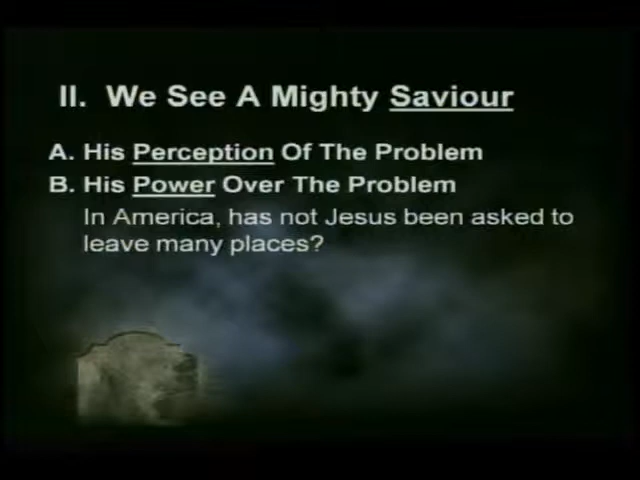 II. We See A Mighty Saviour
A. His Perception Of The Problem
B. His Power Over The Problem
In America, has not Jesus been asked to
leave many places?